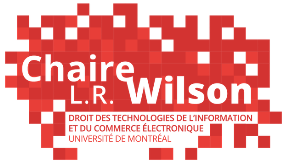 Chaire
L.R. Wilson
DROIT DES TECHNOLOGIES DE L'INFORMATION
ET DU COMMERCE ÉLECTRONIQUE
UNIVERSITÉ DE MONTRÉAL